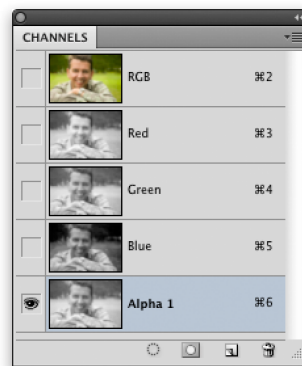 CHANNELS
RGB ⌘2
Red ⌘3
Green ⌘4
Blue ⌘5
Alpha 1 ⌘6